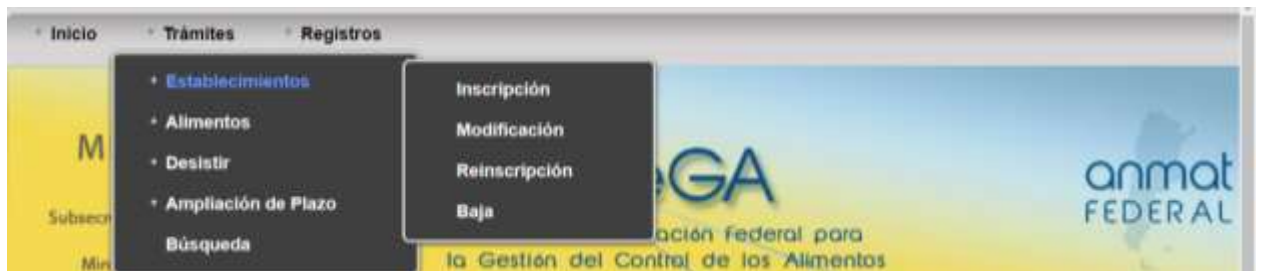 Inicio
Trámites
Registros
Establecimientos
Alimentos
Desistir
Ampliación de Plazo
Búsqueda
Inscripción
Modificación
Reinscripción
Baja
GA
ación Federal para
la Gestión del Control de los Alimentos
anmat
FEDERAL
M
Subsecr
Min